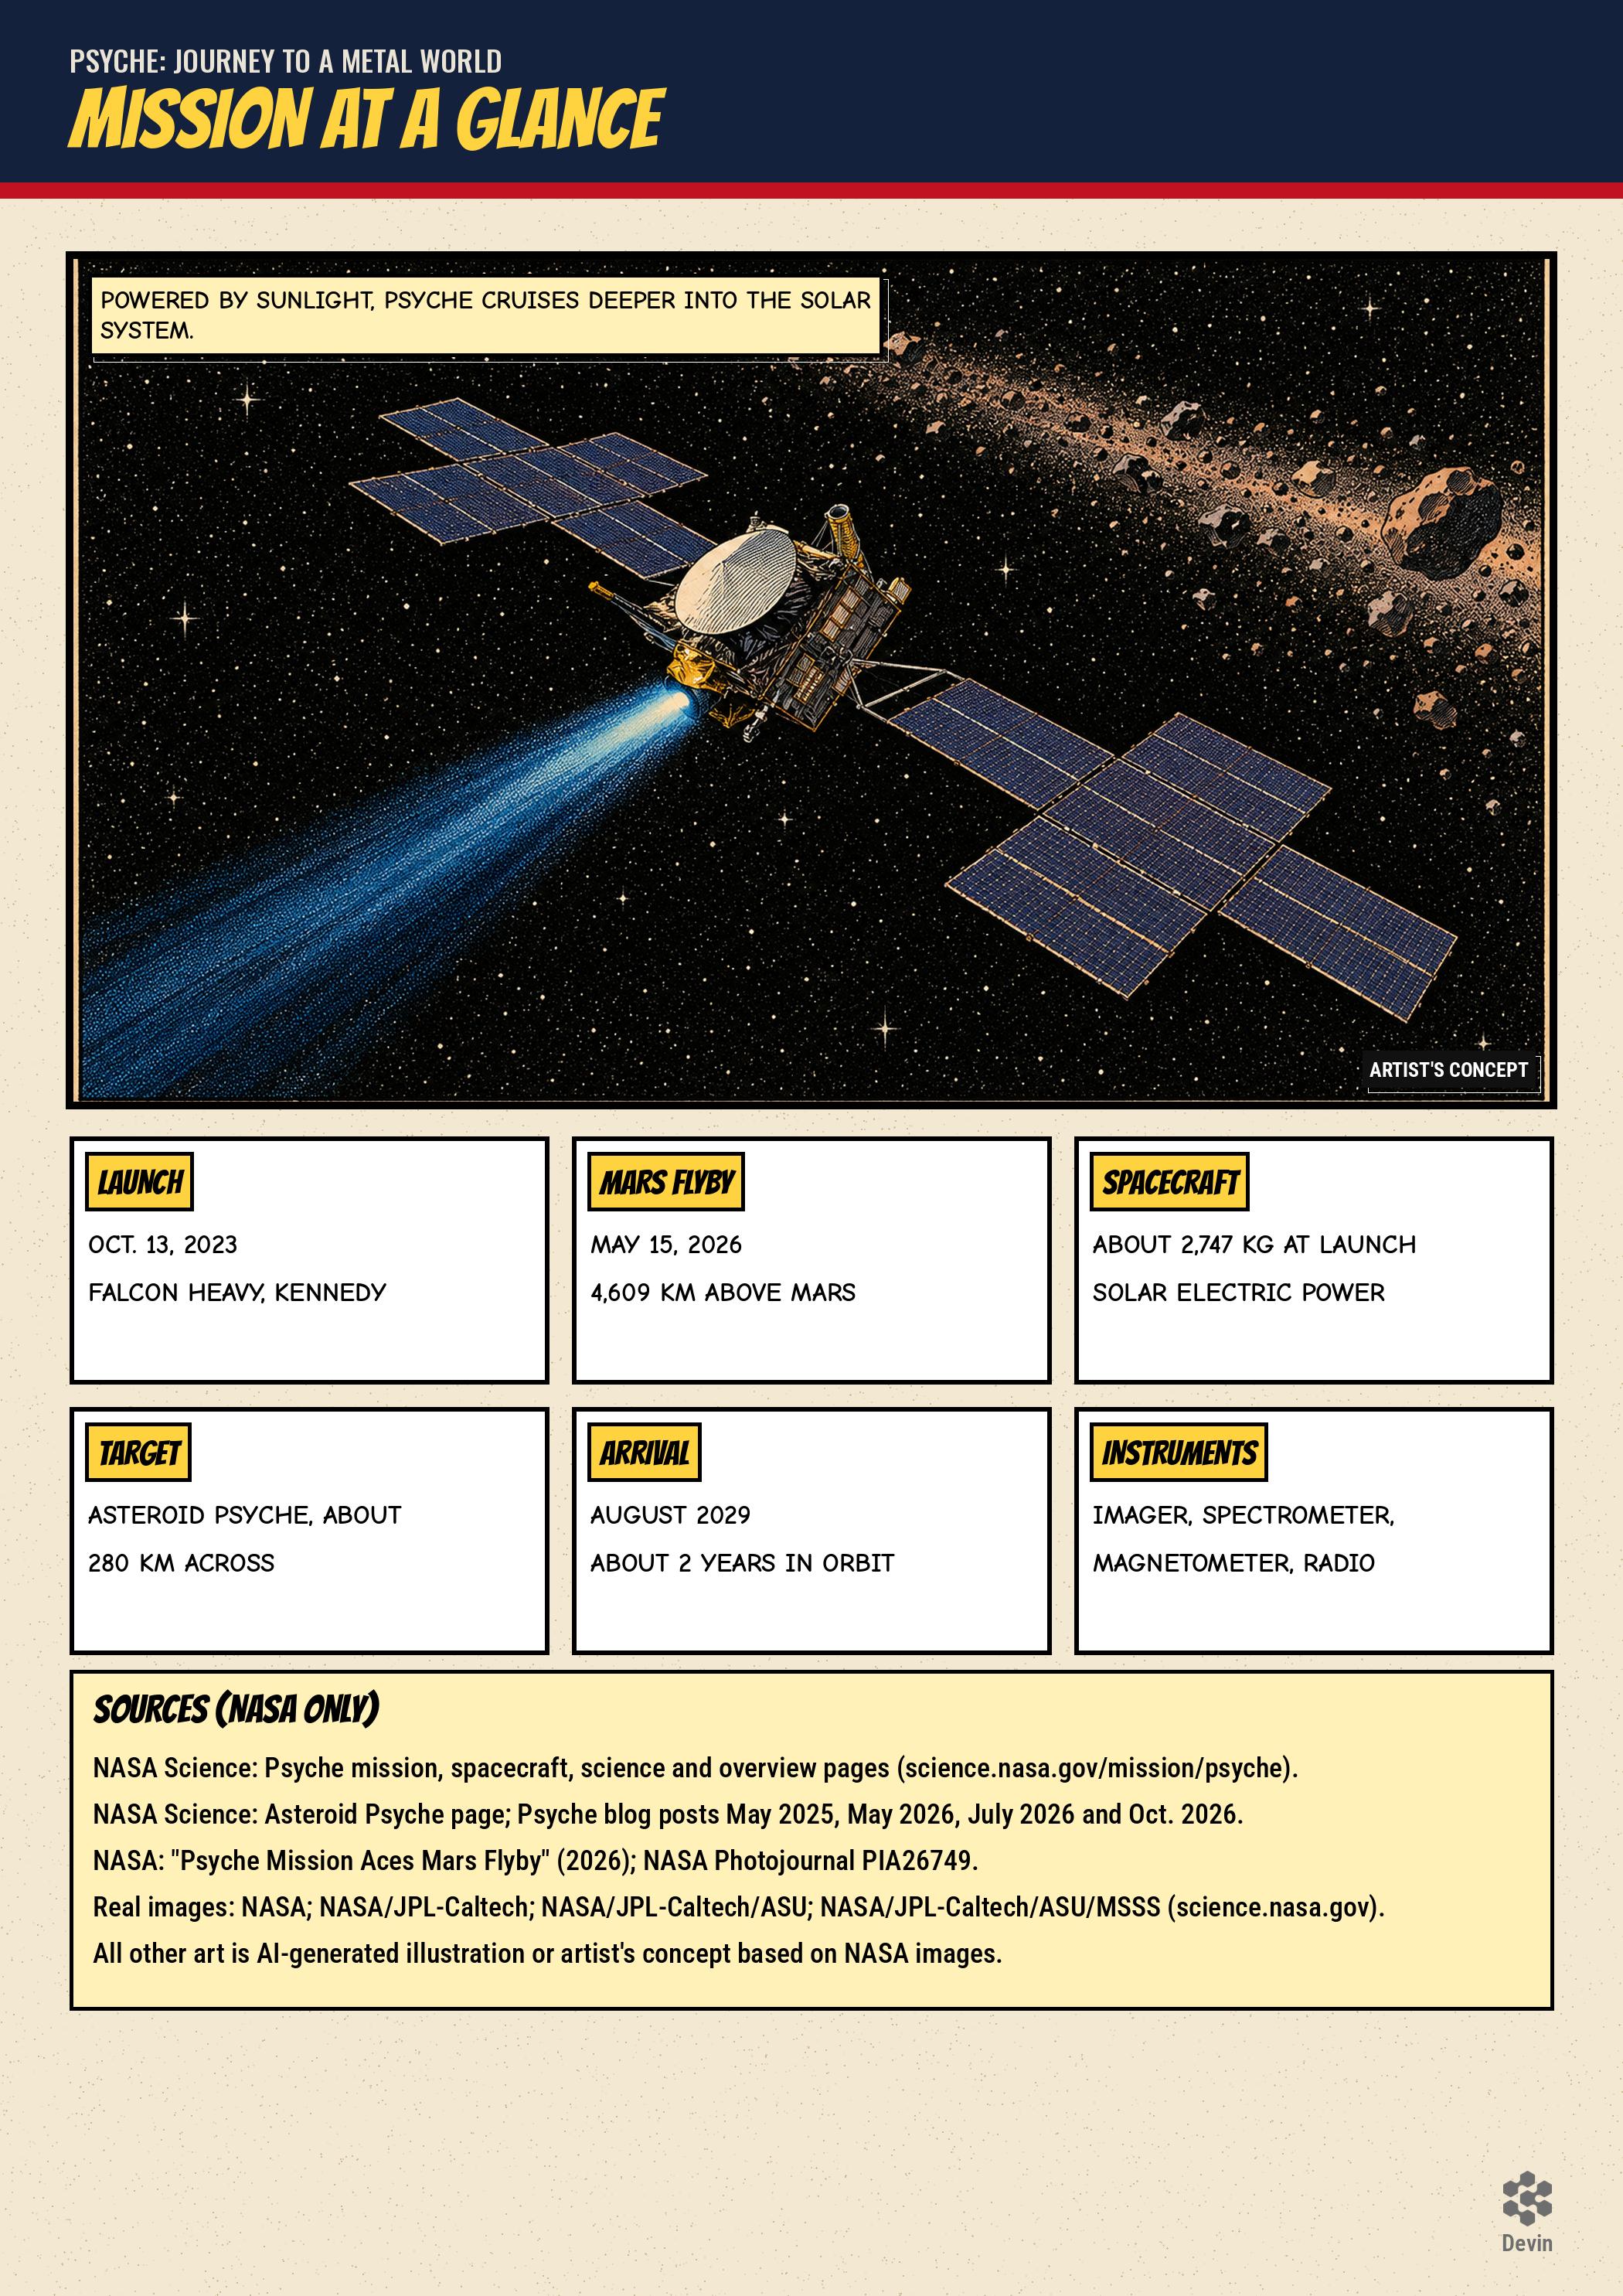 PSYCHE: JOURNEY TO A METAL WORLD
MISSION AT A GLANCE
POWERED BY SUNLIGHT, PSYCHE CRUISES DEEPER INTO THE SOLAR
SYSTEM.
ARTIST'S CONCEPT
LAUNCH
OCT. 13, 2023
FALCON HEAVY, KENNEDY
MARS FLYBY
MAY 15, 2026
4,609 KM ABOVE MARS
SPACECRAFT
ABOUT 2,747 KG AT LAUNCH
SOLAR ELECTRIC POWER
TARGET
ASTEROID PSYCHE, ABOUT
280 KM ACROSS
ARRIVAL
AUGUST 2029
ABOUT 2 YEARS IN ORBIT
INSTRUMENTS
IMAGER, SPECTROMETER,
MAGNETOMETER, RADIO
SOURCES (NASA ONLY)
NASA Science: Psyche mission, spacecraft, science and overview pages (science.nasa.gov/mission/psyche).
NASA Science: Asteroid Psyche page; Psyche blog posts May 2025, May 2026, July 2026 and Oct. 2026.
NASA: "Psyche Mission Aces Mars Flyby" (2026); NASA Photojournal PIA26749.
Real images: NASA; NASA/JPL-Caltech; NASA/JPL-Caltech/ASU; NASA/JPL-Caltech/ASU/MSSS (science.nasa.gov).
All other art is AI-generated illustration or artist's concept based on NASA images.
Devin